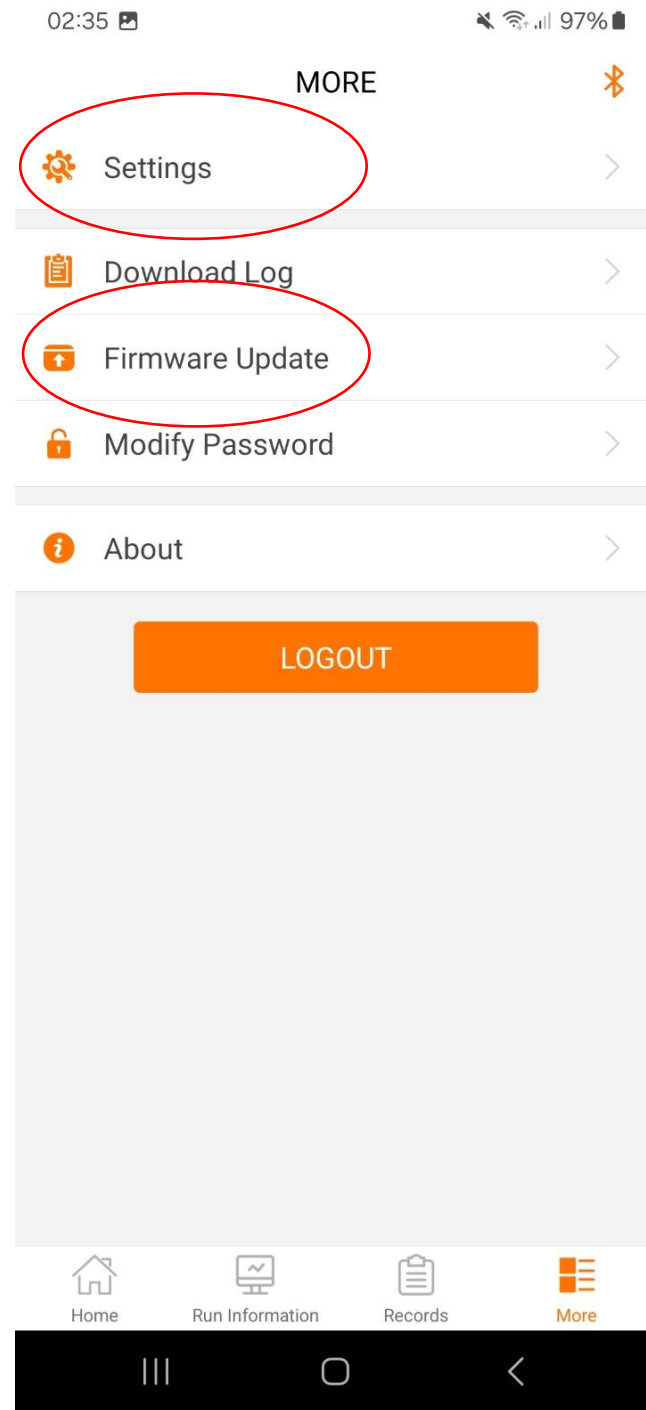 02:35 97%
MORE
Settings
Download Log
Firmware Update
Modify Password
About
LOGOUT
Home Run Information Records More